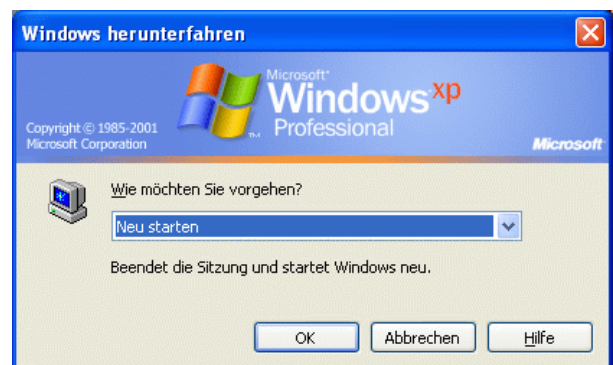 Windows herunterfahren
Microsoft®
Windows xp
Professional
Copyright © 1985-2001
Microsoft Corporation
Microsoft
Wie möchten Sie vorgehen?
Neu starten
Beendet die Sitzung und startet Windows neu.
OK Abbrechen Hilfe